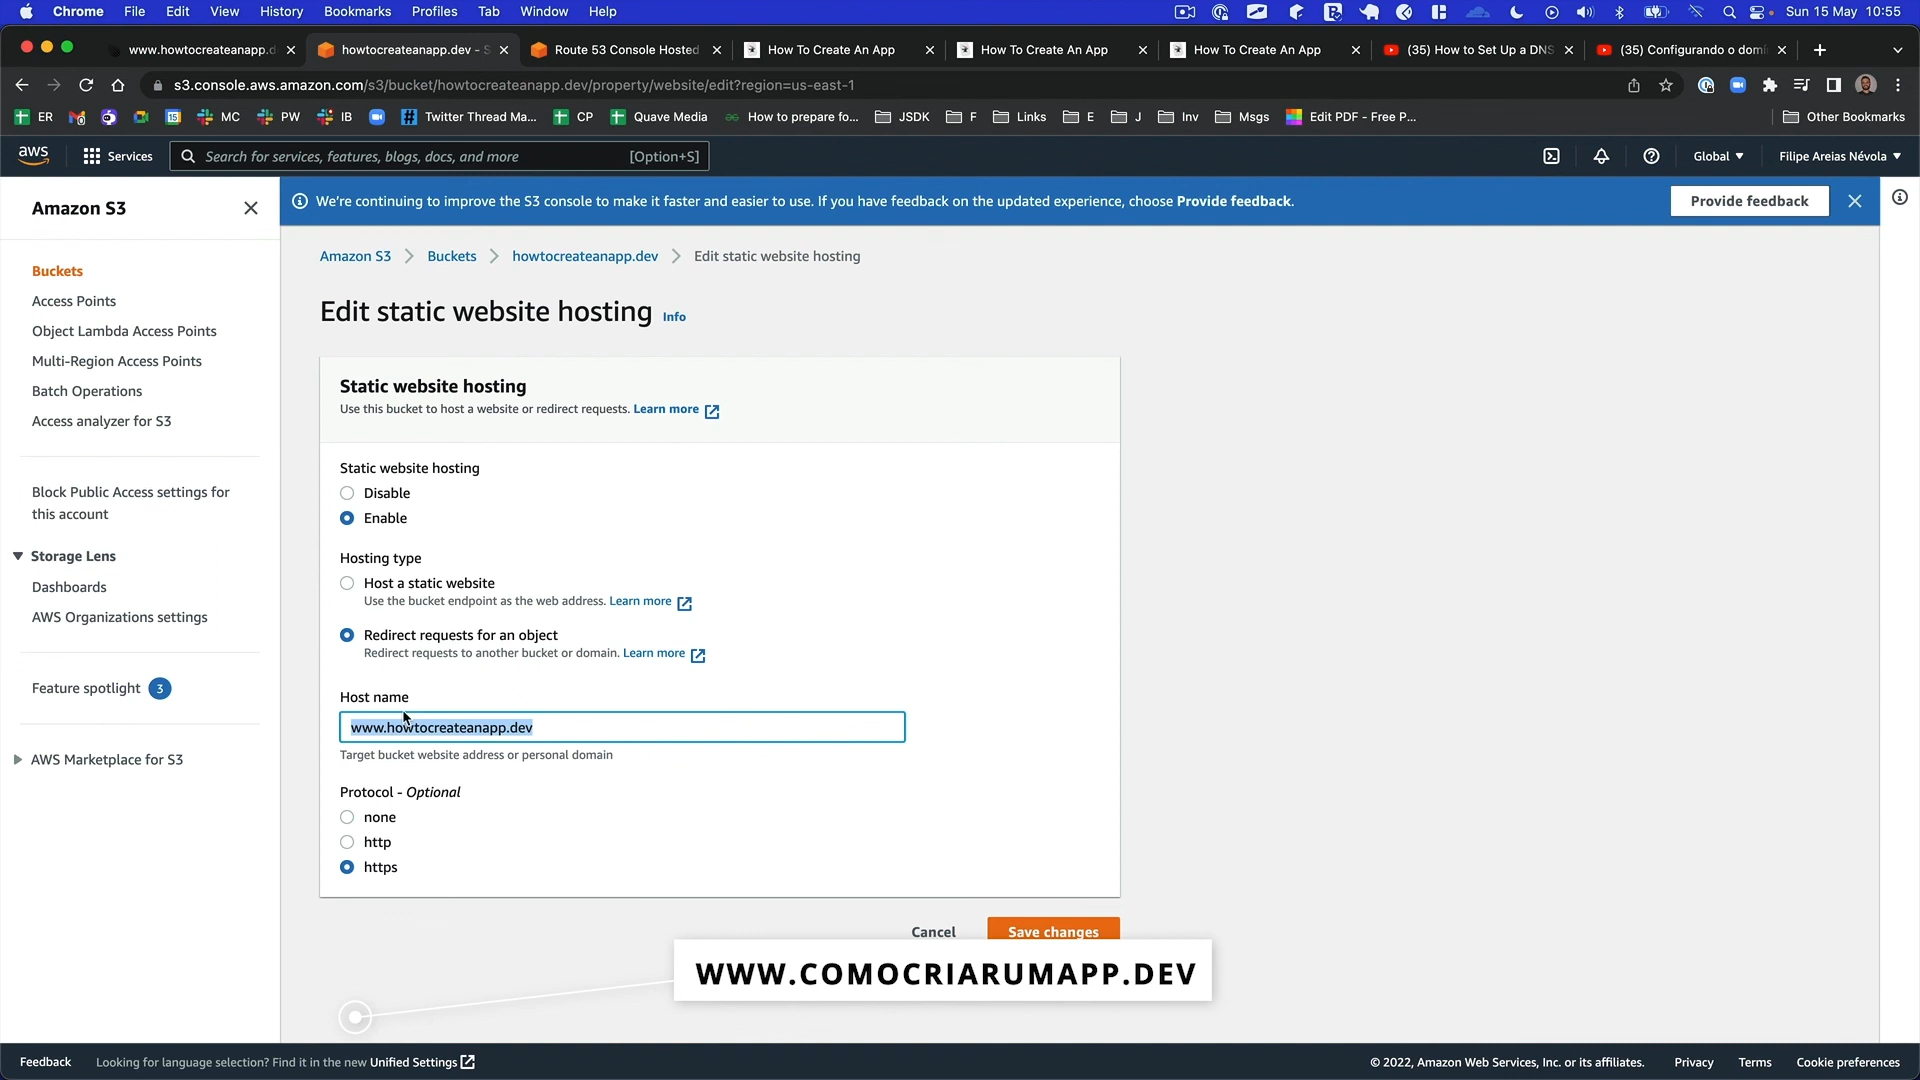 Chrome File Edit View History Bookmarks Profiles Tab Window Help Sun 15 May 10:55
www.howtocreateanapp.d howtocreateanapp.dev - S Route 53 Console Hosted How To Create An App How To Create An App How To Create An App (35) How to Set Up a DNS (35) Configurando o domí
s3.console.aws.amazon.com/s3/bucket/howtocreateanapp.dev/property/website/edit?region=us-east-1
ER 15 MC PW IB Twitter Thread Ma... CP Quave Media How to prepare fo... JSDK F Links E J Inv Msgs Edit PDF - Free P... Other Bookmarks
aws Services Search for services, features, blogs, docs, and more [Option+S] Global Filipe Areias Névola
Amazon S3
We're continuing to improve the S3 console to make it faster and easier to use. If you have feedback on the updated experience, choose Provide feedback.
Provide feedback
Buckets
Access Points
Object Lambda Access Points
Multi-Region Access Points
Batch Operations
Access analyzer for S3
Block Public Access settings for
this account
Storage Lens
Dashboards
AWS Organizations settings
Feature spotlight 3
AWS Marketplace for S3
Amazon S3 Buckets howtocreateanapp.dev Edit static website hosting
Edit static website hosting Info
Static website hosting
Use this bucket to host a website or redirect requests. Learn more
Static website hosting
Disable
Enable
Hosting type
Host a static website
Use the bucket endpoint as the web address. Learn more
Redirect requests for an object
Redirect requests to another bucket or domain. Learn more
Host name
www.howtocreateanapp.dev
Target bucket website address or personal domain
Protocol - Optional
none
http
https
Cancel Save changes
WWW.COMOCRIARUMAPP.DEV
Feedback Looking for language selection? Find it in the new Unified Settings © 2022, Amazon Web Services, Inc. or its affiliates. Privacy Terms Cookie preferences